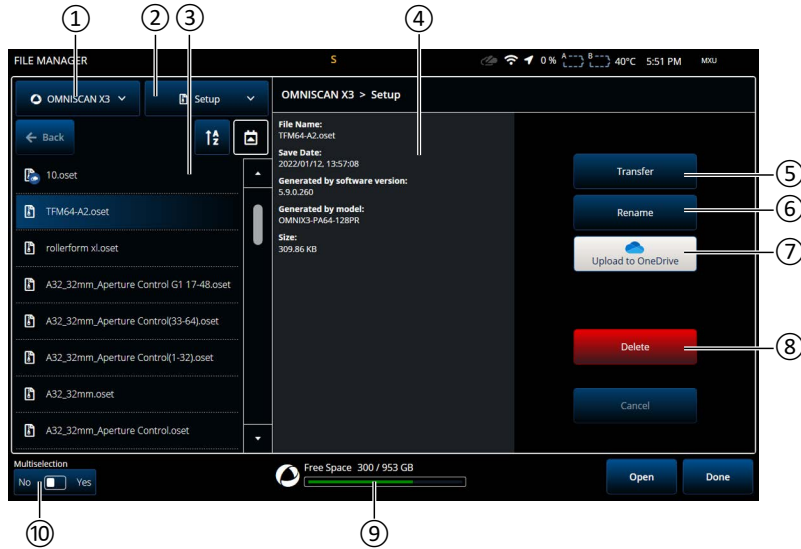 ① ② ③ ④
FILE MANAGER S 0 % A B 40°C 5:51 PM MXU
OMNISCAN X3 Setup OMNISCAN X3 > Setup
Back
File Name:
TFM64-A2.oset
Save Date:
2022/01/12, 13:57:08
Generated by software version:
5.9.0.260
Generated by model:
OMNIX3-PA64-128PR
Size:
309.86 KB
10.oset
TFM64-A2.oset
rollerform xl.oset
A32_32mm_Aperture Control G1 17-48.oset
A32_32mm_Aperture Control(33-64).oset
A32_32mm_Aperture Control(1-32).oset
A32_32mm.oset
A32_32mm_Aperture Control.oset
Transfer ⑤
Rename ⑥
Upload to OneDrive ⑦
Delete ⑧
Cancel
Multiselection
No Yes
Free Space 300 / 953 GB
Open Done
⑩ ⑨